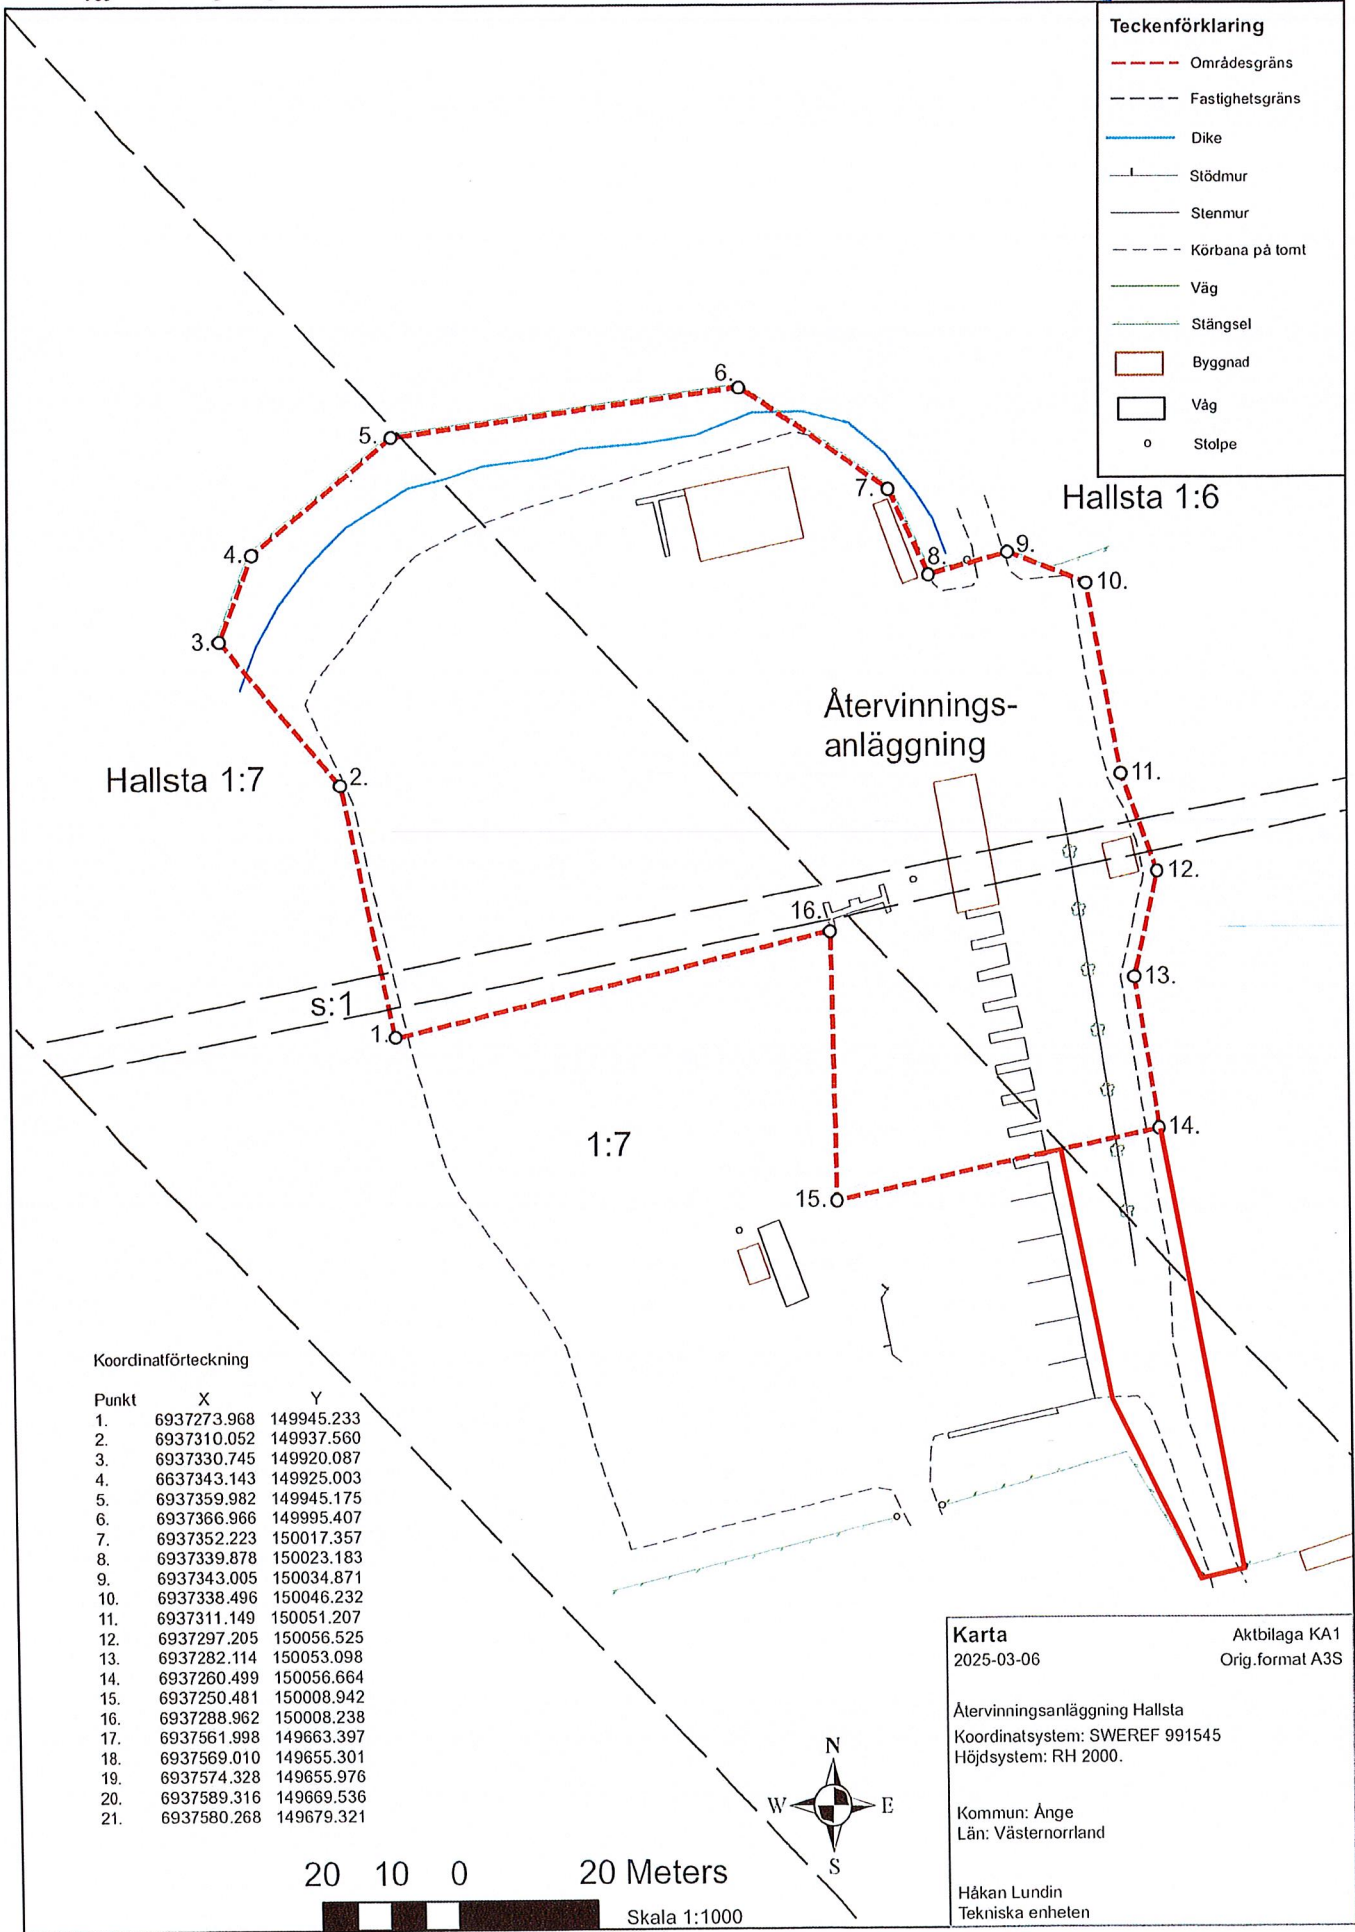 Teckenförklaring
Områdesgräns
Fastighetsgräns
Dike
Stödmur
Stenmur
Körbana på tomt
Väg
Stängsel
Byggnad
Våg
Stolpe
Hallsta 1:6
6.
5.
7.
4.
8.
9.
10.
3.
Återvinnings-
anläggning
Hallsta 1:7
2.
11.
12.
16.
13.
s:1
1.
14.
1:7
15.
Koordinatförteckning
Punkt X Y
1. 6937273.968 149945.233
2. 6937310.052 149937.560
3. 6937330.745 149920.087
4. 6637343.143 149925.003
5. 6937359.982 149945.175
6. 6937366.966 149995.407
7. 6937352.223 150017.357
8. 6937339.878 150023.183
9. 6937343.005 150034.871
10. 6937338.496 150046.232
11. 6937311.149 150051.207
12. 6937297.205 150056.525
13. 6937282.114 150053.098
14. 6937260.499 150056.664
15. 6937250.481 150008.942
16. 6937288.962 150008.238
17. 6937561.998 149663.397
18. 6937569.010 149655.301
19. 6937574.328 149655.976
20. 6937589.316 149669.536
21. 6937580.268 149679.321
20 10 0 20 Meters
Skala 1:1000
N
W E
S
Karta Aktbilaga KA1
2025-03-06 Orig.format A3S
Återvinningsanläggning Hallsta
Koordinatsystem: SWEREF 991545
Höjdsystem: RH 2000.
Kommun: Ånge
Län: Västernorrland
Håkan Lundin
Tekniska enheten